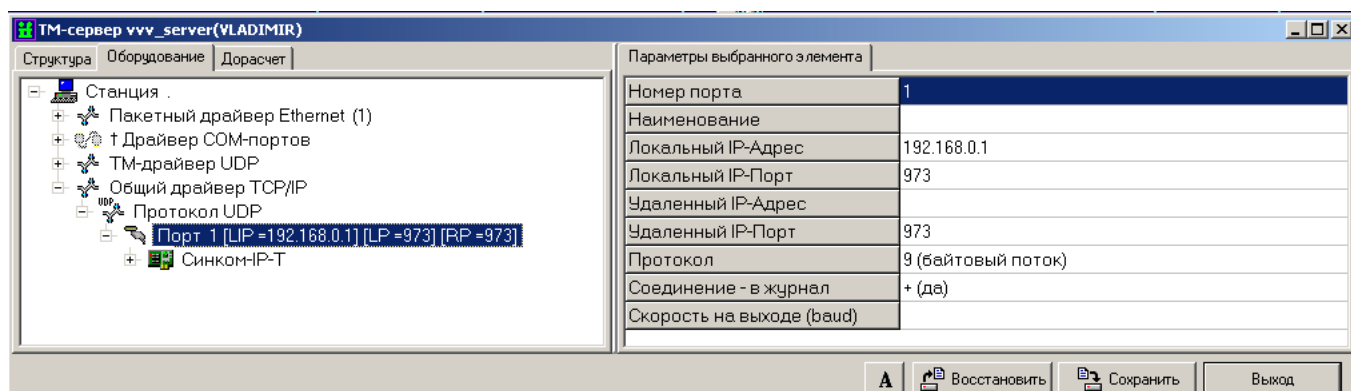 ТМ-сервер vvv_server(VLADIMIR)
Структура Оборудование Дорасчет
Станция .
Пакетный драйвер Ethernet (1)
† Драйвер COM-портов
ТМ-драйвер UDP
Общий драйвер TCP/IP
UDP
Протокол UDP
Порт 1 [LIP =192.168.0.1] [LP =973] [RP =973]
Синком-IP-Т
Параметры выбранного элемента
Номер порта 1
Наименование
Локальный IP-Адрес 192.168.0.1
Локальный IP-Порт 973
Удаленный IP-Адрес
Удаленный IP-Порт 973
Протокол 9 (байтовый поток)
Соединение - в журнал + (да)
Скорость на выходе (baud)
A Восстановить Сохранить Выход